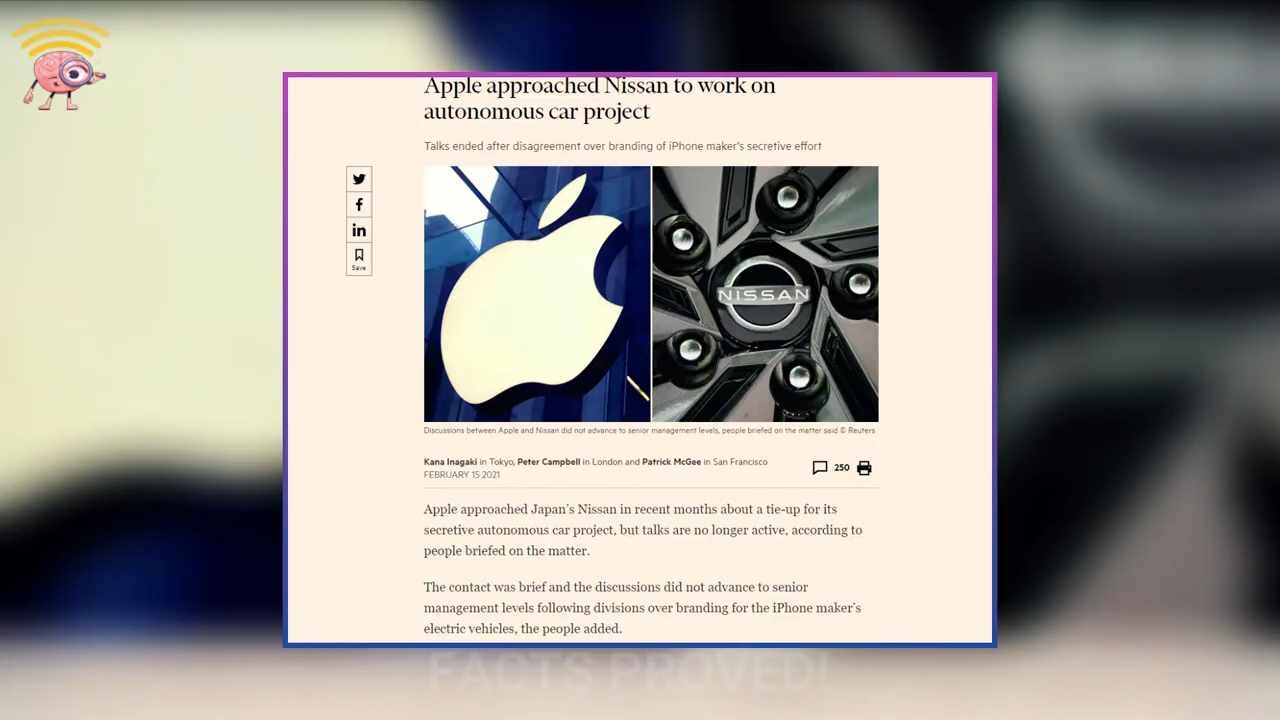 Apple approached Nissan to work on
autonomous car project
Talks ended after disagreement over branding of iPhone maker's secretive effort
Save
NISSAN
Discussions between Apple and Nissan did not advance to senior management levels, people briefed on the matter said © Reuters
Kana Inagaki in Tokyo, Peter Campbell in London and Patrick McGee in San Francisco
FEBRUARY 15 2021
250
Apple approached Japan's Nissan in recent months about a tie-up for its
secretive autonomous car project, but talks are no longer active, according to
people briefed on the matter.
The contact was brief and the discussions did not advance to senior
management levels following divisions over branding for the iPhone maker's
electric vehicles, the people added.
FACTS PROVED!